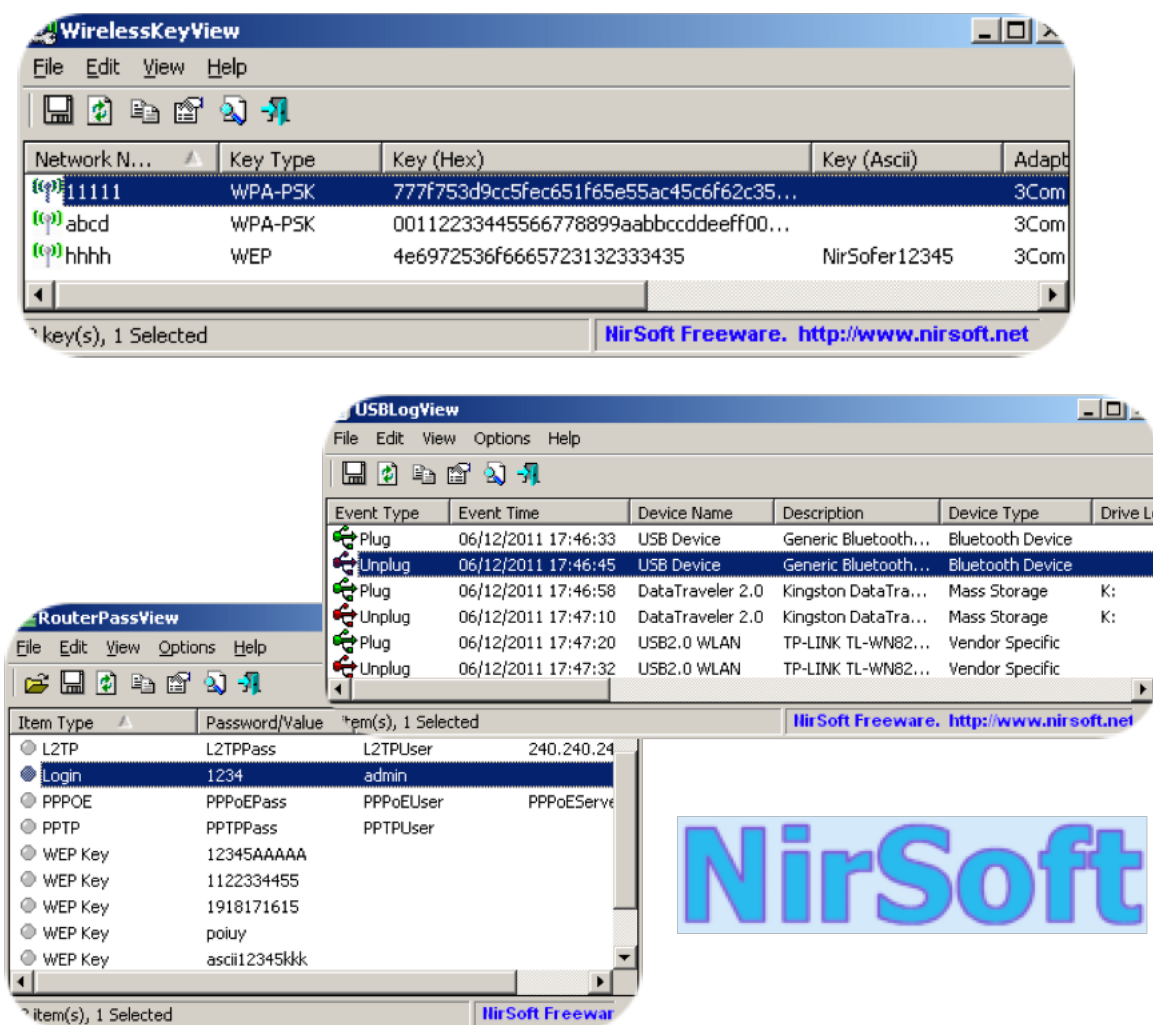 WirelessKeyView
File Edit View Help
Network N... Key Type Key (Hex) Key (Ascii) Adapt
11111 WPA-PSK 777f753d9cc5fec651f65e55ac45c6f62c35... 3Com
abcd WPA-PSK 00112233445566778899aabbccddeeff00... 3Com
hhhh WEP 4e6972536f6665723132333435 NirSofer12345 3Com
key(s), 1 Selected NirSoft Freeware. http://www.nirsoft.net
USBLogView
File Edit View Options Help
Event Type Event Time Device Name Description Device Type Drive L
Plug 06/12/2011 17:46:33 USB Device Generic Bluetooth... Bluetooth Device
Unplug 06/12/2011 17:46:45 USB Device Generic Bluetooth... Bluetooth Device
Plug 06/12/2011 17:46:58 DataTraveler 2.0 Kingston DataTra... Mass Storage K:
Unplug 06/12/2011 17:47:10 DataTraveler 2.0 Kingston DataTra... Mass Storage K:
Plug 06/12/2011 17:47:20 USB2.0 WLAN TP-LINK TL-WN82... Vendor Specific
Unplug 06/12/2011 17:47:32 USB2.0 WLAN TP-LINK TL-WN82... Vendor Specific
tem(s), 1 Selected NirSoft Freeware. http://www.nirsoft.net
RouterPassView
File Edit View Options Help
Item Type Password/Value
L2TP L2TPPass L2TPUser 240.240.24
Login 1234 admin
PPPOE PPPoEPass PPPoEUser PPPoEServe
PPTP PPTPPass PPTPUser
WEP Key 12345AAAAA
WEP Key 1122334455
WEP Key 1918171615
WEP Key poiuy
WEP Key ascii12345kkk
item(s), 1 Selected NirSoft Freewar
NirSoft